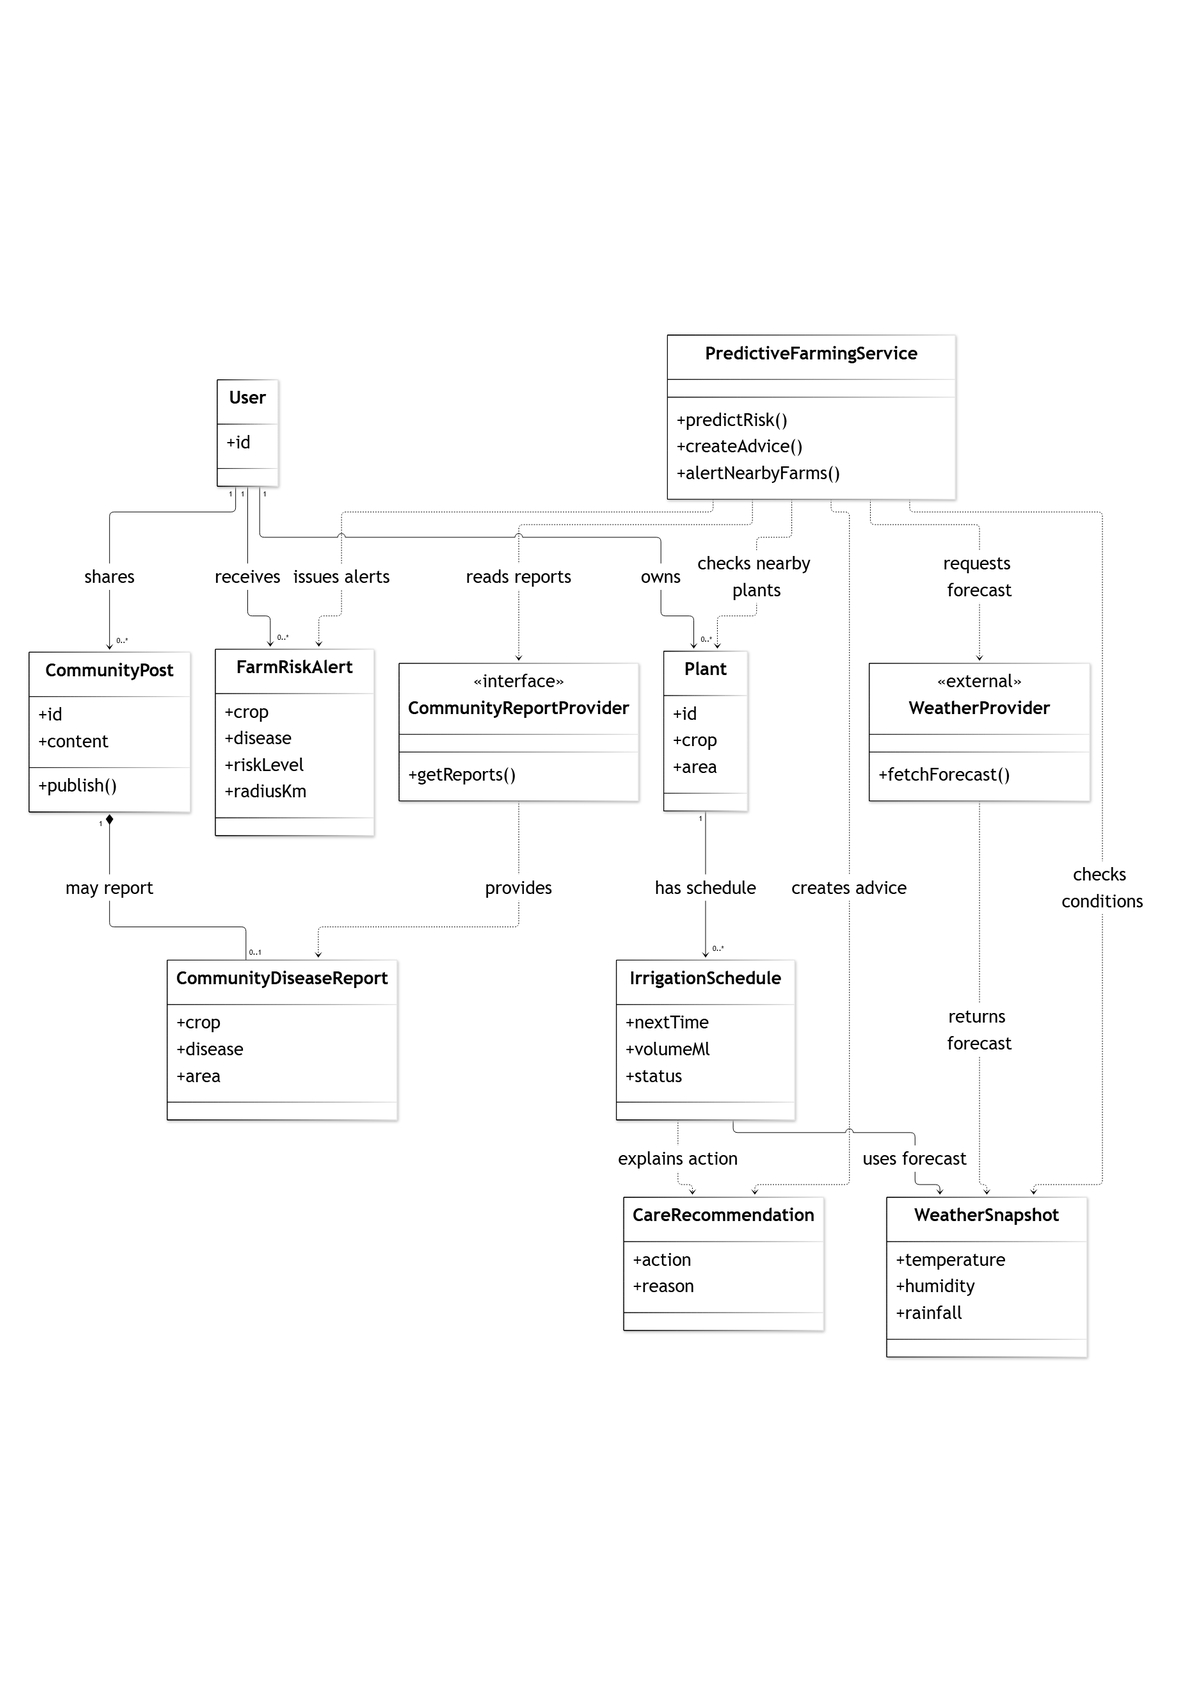 PredictiveFarmingService
+predictRisk()
+createAdvice()
+alertNearbyFarms()
User
+id
1
1
1
shares
receives
issues alerts
reads reports
owns
checks nearby
plants
requests
forecast
0..*
0..*
0..*
CommunityPost
+id
+content
+publish()
FarmRiskAlert
+crop
+disease
+riskLevel
+radiusKm
«interface»
CommunityReportProvider
+getReports()
Plant
+id
+crop
+area
«external»
WeatherProvider
+fetchForecast()
1
1
may report
provides
has schedule
creates advice
checks
conditions
0..1
0..*
CommunityDiseaseReport
+crop
+disease
+area
IrrigationSchedule
+nextTime
+volumeMl
+status
returns
forecast
explains action
uses forecast
CareRecommendation
+action
+reason
WeatherSnapshot
+temperature
+humidity
+rainfall